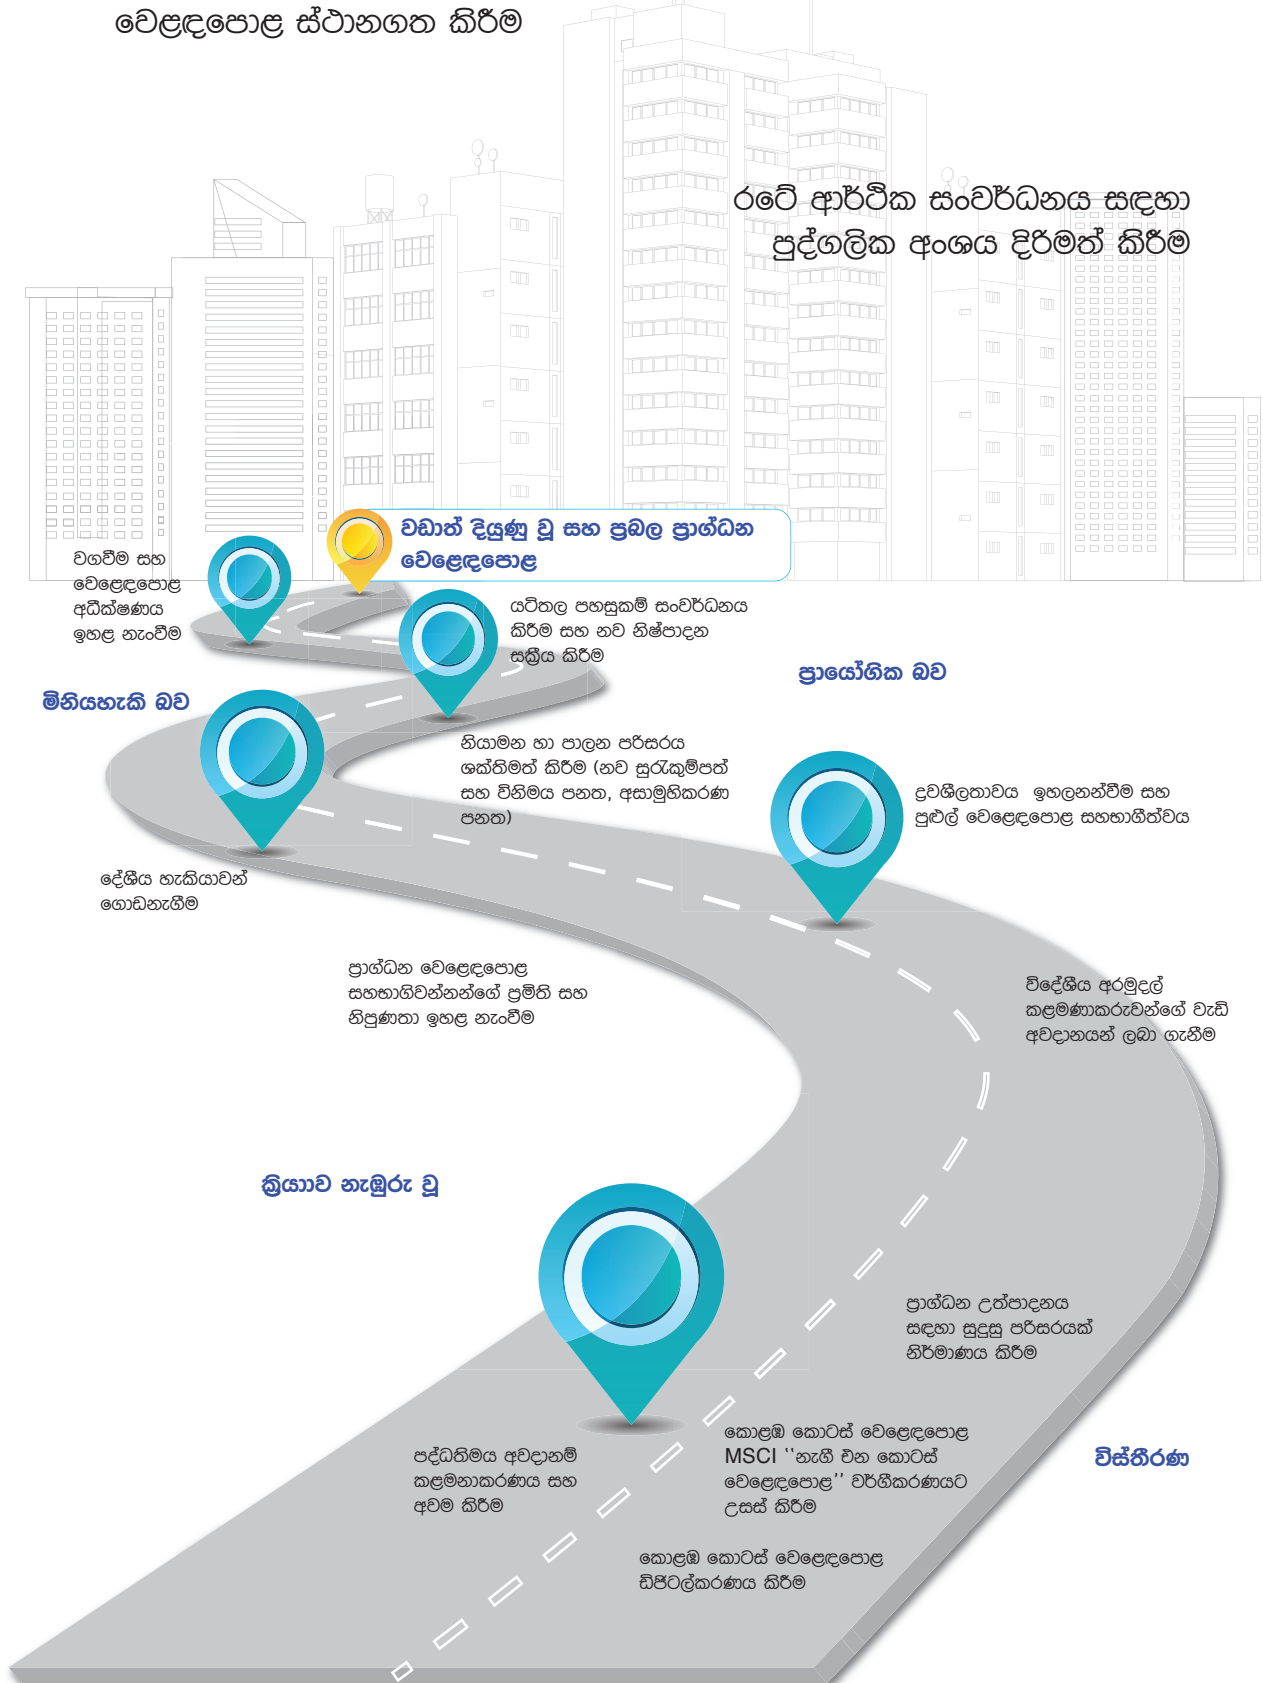 වෙළඳපොළ ස්ථානගත කිරීම
රටේ ආර්ථික සංවර්ධනය සඳහා
පුද්ගලික අංශය දිරිමත් කිරීම
වඩාත් දියුණු වූ සහ ප්‍රබල ප්‍රාග්ධන
වෙළෙඳපොළ
වගවීම සහ
වෙළෙඳපොළ
අධීක්ෂණය
ඉහළ නැංවීම
යටිතල පහසුකම් සංවර්ධනය
කිරීම සහ නව නිෂ්පාදන
සක්‍රීය කිරීම
ප්‍රායෝගික බව
මිනියහැකි බව
නියාමන හා පාලන පරිසරය
ශක්තිමත් කිරීම (නව සුරැකුම්පත්
සහ විනිමය පනත, අසාමුහිකරණ
පනත)
ද්‍රවශීලතාවය ඉහලනන්වීම සහ
පුළුල් වෙළෙඳපොළ සහභාගීත්වය
දේශීය හැකියාවන්
ගොඩනැගීම
ප්‍රාග්ධන වෙළෙඳපොළ
සහභාගිවන්නන්ගේ ප්‍රමිති සහ
නිපුණතා ඉහළ නැංවීම
විදේශීය අරමුදල්
කළමණාකරුවන්ගේ වැඩි
අවදානයන් ලබා ගැනීම
ක්‍රියාාව නැඹුරු වූ
ප්‍රාග්ධන උත්පාදනය
සඳහා සුදුසු පරිසරයක්
නිර්මාණය කිරීම
කොළඹ කොටස් වෙළෙඳපොළ
MSCI ‘‘නැගී එන කොටස්
වෙළෙඳපොළ’’ වර්ගීකරණයට
උසස් කිරීම
විස්තීරණ
පද්ධතිමය අවදානම්
කළමනාකරණය සහ
අවම කිරීම
කොළඹ කොටස් වෙළෙඳපොළ
ඩිජිටල්කරණය කිරීම